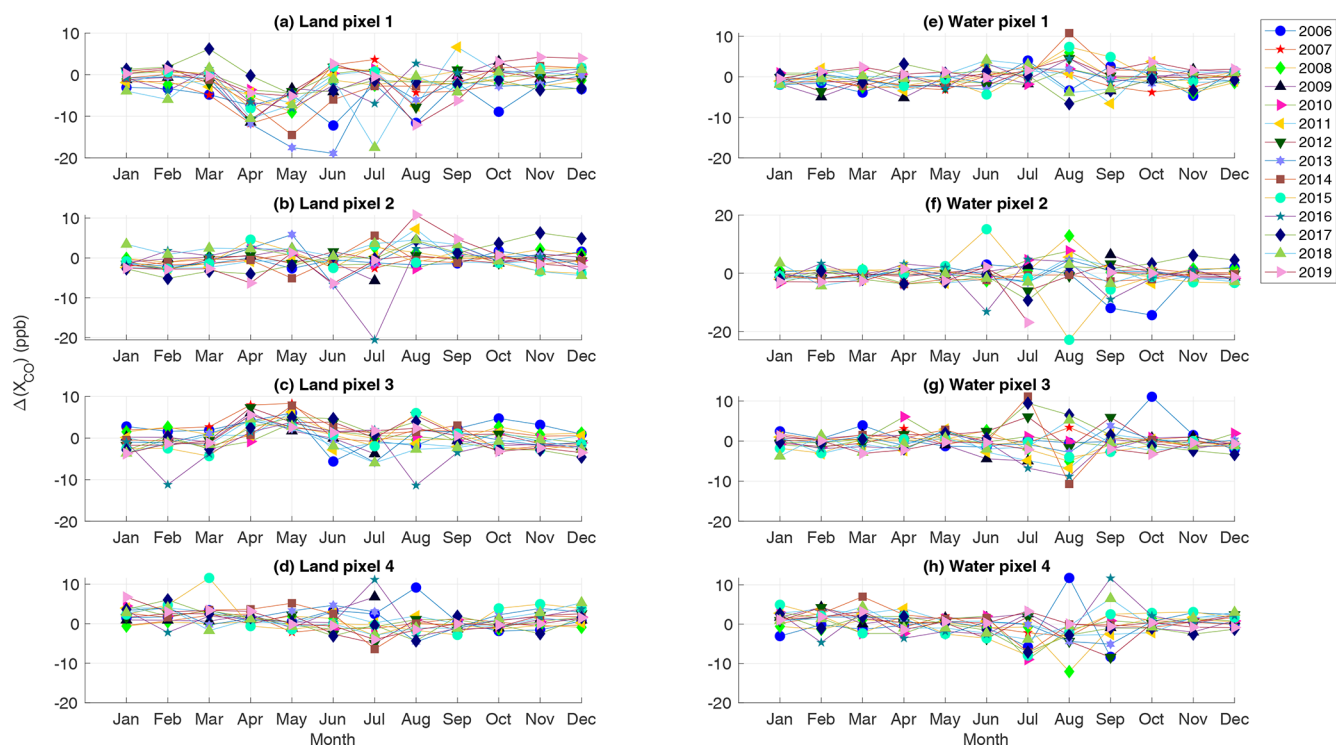 (a) Land pixel 1
10
0
-10
-20
Jan Feb Mar Apr May Jun Jul Aug Sep Oct Nov Dec
(b) Land pixel 2
10
0
-10
-20
Jan Feb Mar Apr May Jun Jul Aug Sep Oct Nov Dec
(c) Land pixel 3
10
0
-10
-20
Jan Feb Mar Apr May Jun Jul Aug Sep Oct Nov Dec
(d) Land pixel 4
10
0
-10
-20
Jan Feb Mar Apr May Jun Jul Aug Sep Oct Nov Dec
Month
Δ(XCO) (ppb)
(e) Water pixel 1
10
0
-10
-20
Jan Feb Mar Apr May Jun Jul Aug Sep Oct Nov Dec
(f) Water pixel 2
20
0
-20
Jan Feb Mar Apr May Jun Jul Aug Sep Oct Nov Dec
(g) Water pixel 3
10
0
-10
-20
Jan Feb Mar Apr May Jun Jul Aug Sep Oct Nov Dec
(h) Water pixel 4
10
0
-10
-20
Jan Feb Mar Apr May Jun Jul Aug Sep Oct Nov Dec
Month
2006
2007
2008
2009
2010
2011
2012
2013
2014
2015
2016
2017
2018
2019